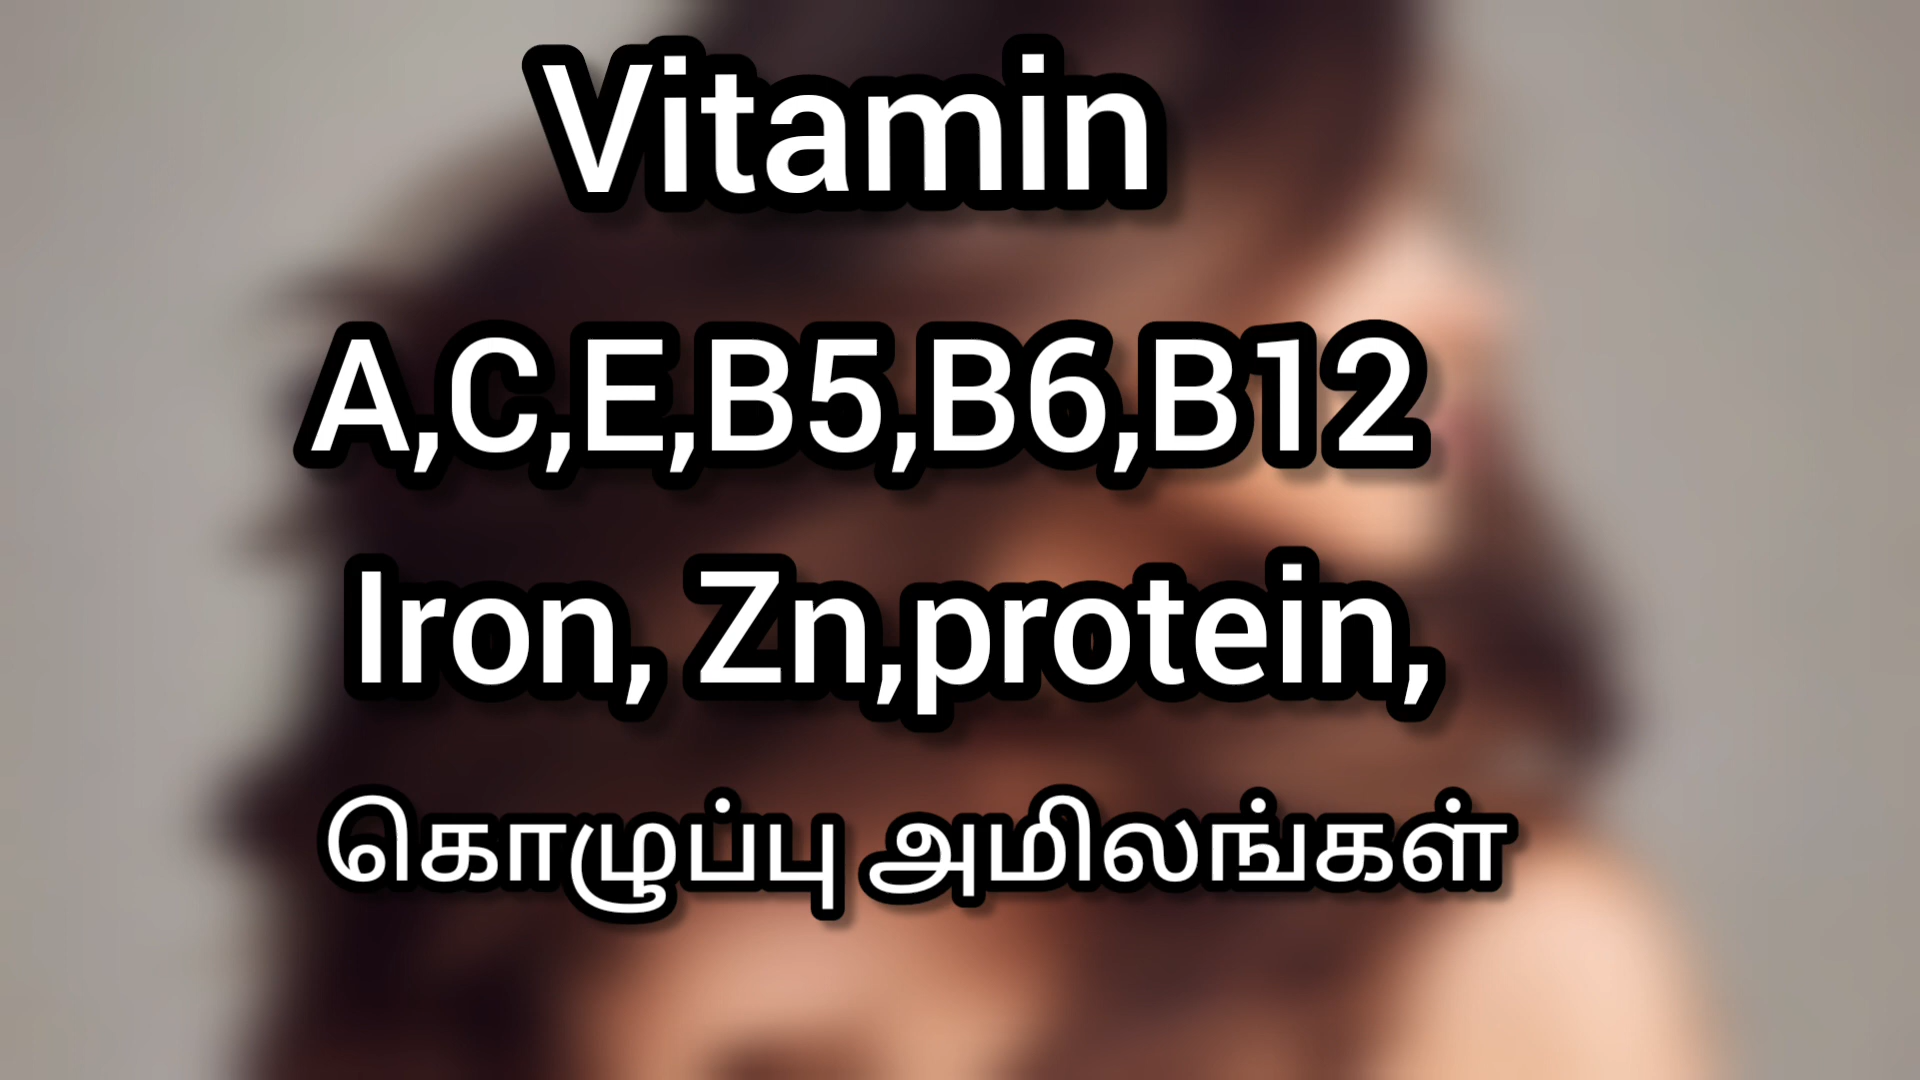 Vitamin
A,C,E,B5,B6,B12
Iron, Zn,protein,
கொழுப்பு அமிலங்கள்